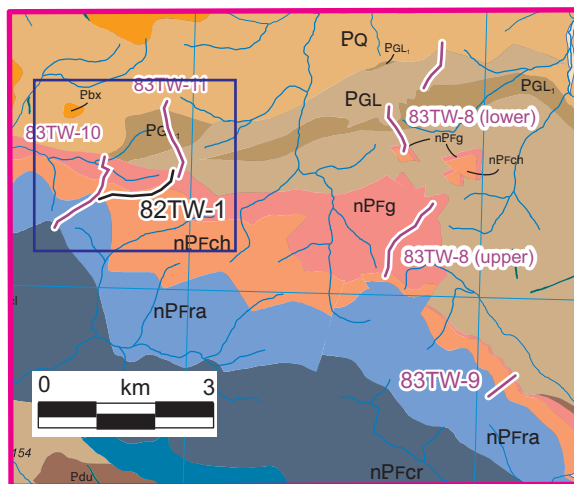 PQ
PGL1
Pbx
83TW-11
PGL
PGL1
83TW-8 (lower)
83TW-10
nPFg
nPFch
82TW-1
nPFg
nPFch
83TW-8 (upper)
nPFra
0 km 3
83TW-9
nPFra
154
nPFcr
Pdu